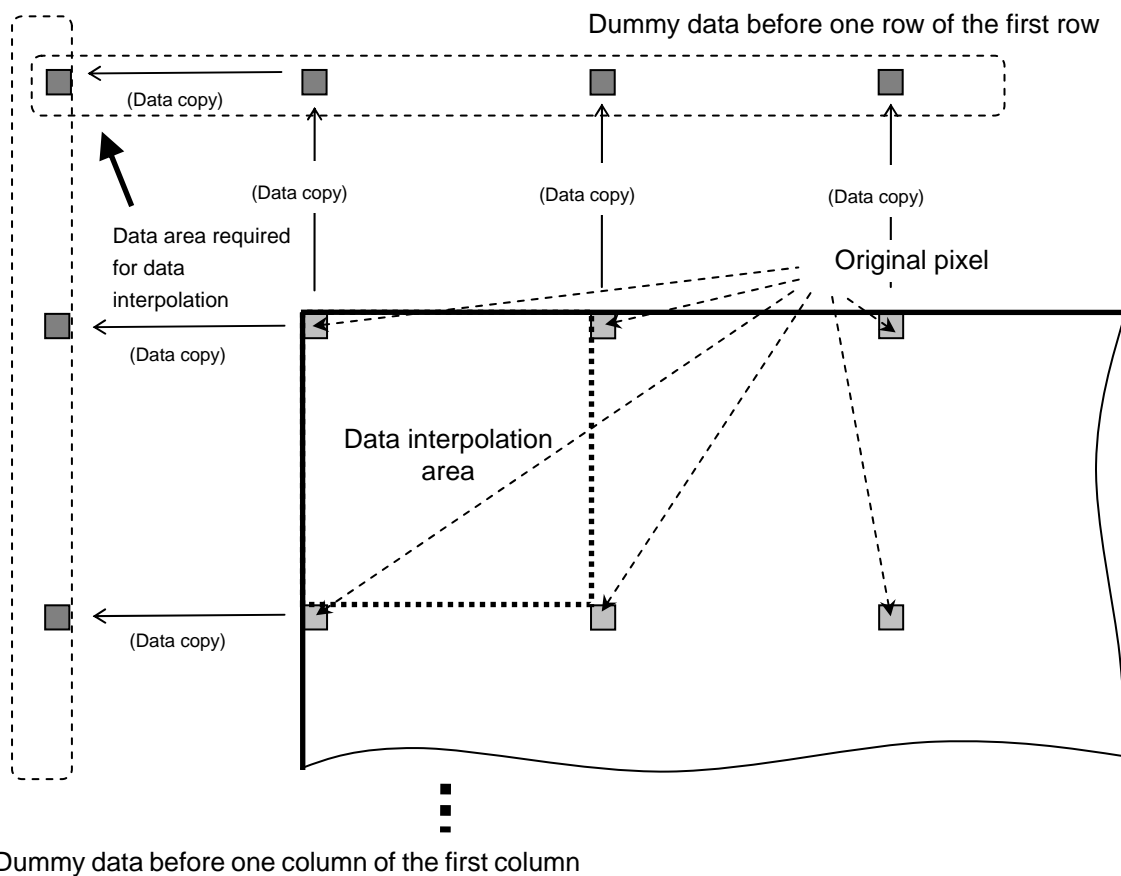 Dummy data before one row of the first row
(Data copy)
(Data copy)
(Data copy)
(Data copy)
Data area required
for data
interpolation
Original pixel
(Data copy)
Data interpolation
area
(Data copy)
Dummy data before one column of the first column